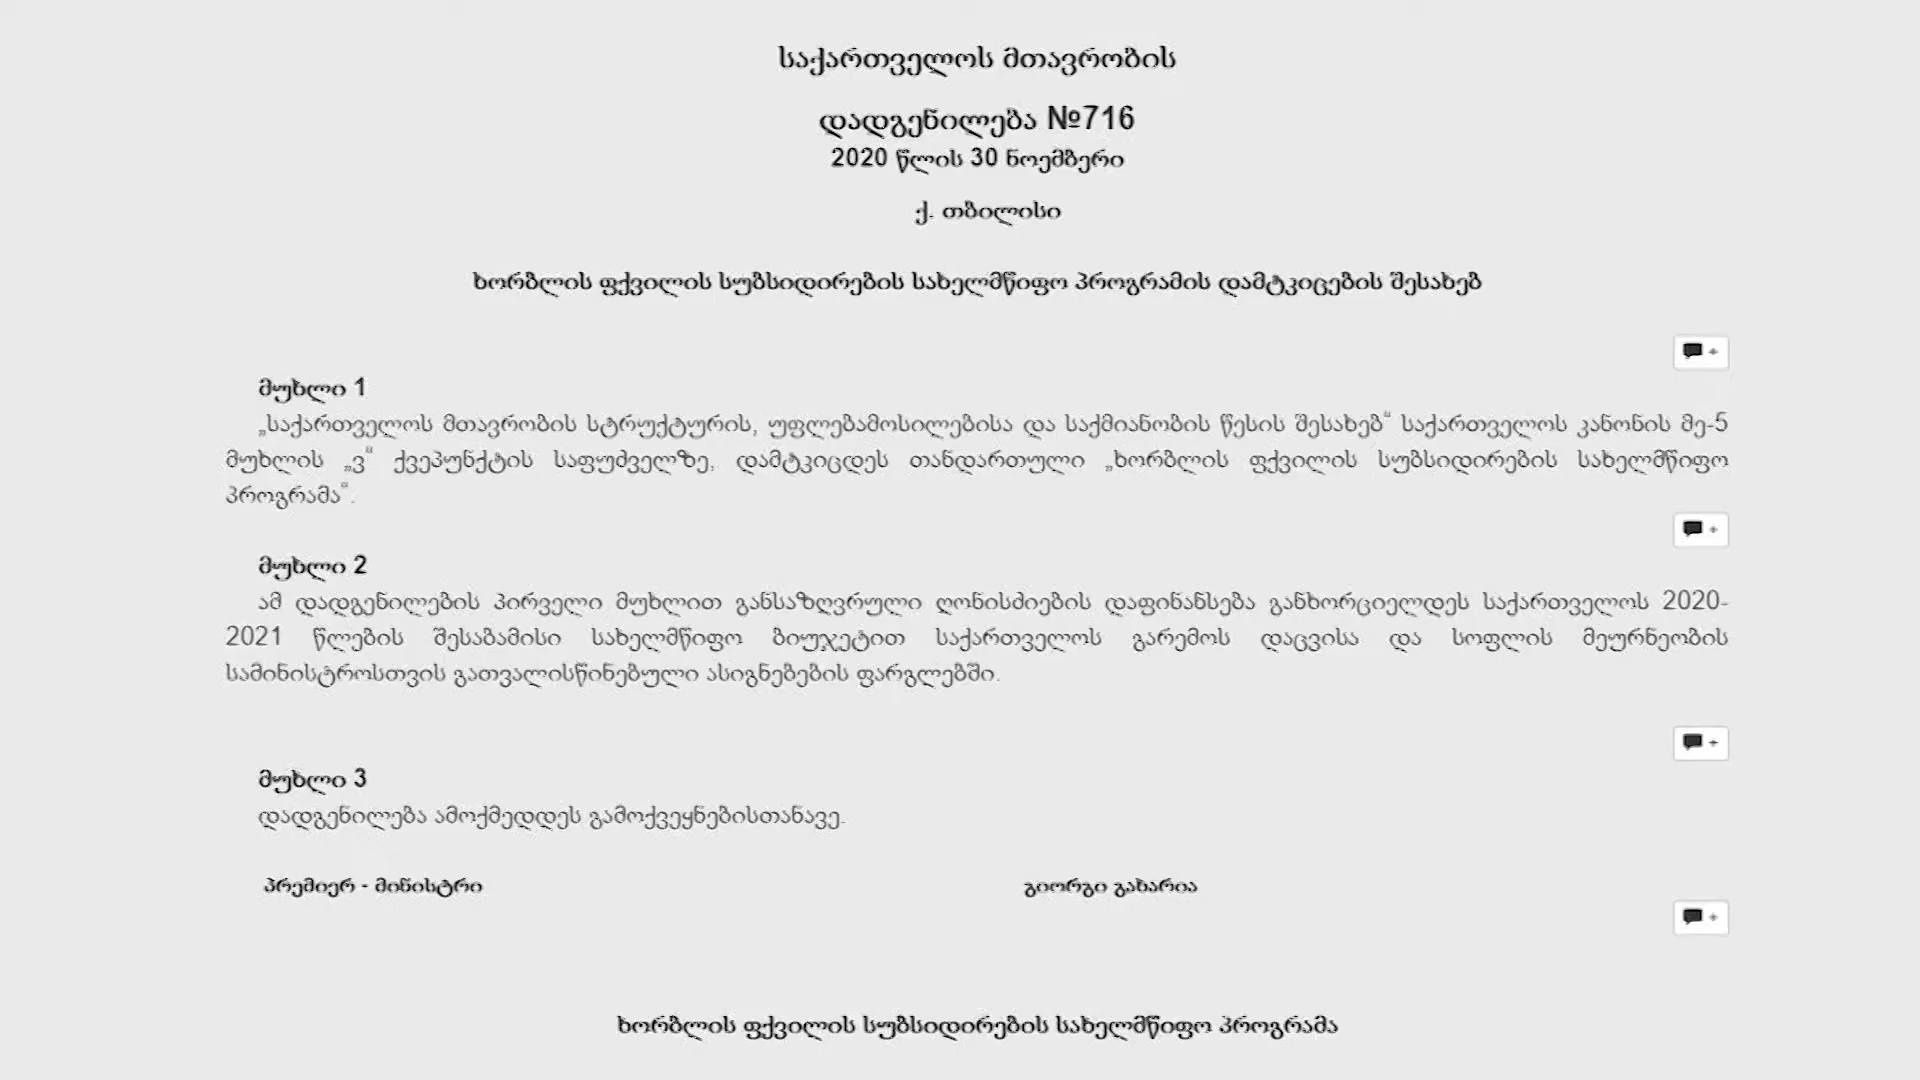 საქართველოს მთავრობის
დადგენილება №716
2020 წლის 30 ნოემბერი
ქ. თბილისი
ხორბლის ფქვილის სუბსიდირების სახელმწიფო პროგრამის დამტკიცების შესახებ
მუხლი 1
„საქართველოს მთავრობის სტრუქტურის, უფლებამოსილებისა და საქმიანობის წესის შესახებ“ საქართველოს კანონის მე-5
მუხლის „ვ“ ქვეპუნქტის საფუძველზე, დამტკიცდეს თანდართული „ხორბლის ფქვილის სუბსიდირების სახელმწიფო
პროგრამა“.
მუხლი 2
ამ დადგენილების პირველი მუხლით განსაზღვრული ღონისძიების დაფინანსება განხორციელდეს საქართველოს 2020-
2021 წლების შესაბამისი სახელმწიფო ბიუჯეტით საქართველოს გარემოს დაცვისა და სოფლის მეურნეობის
სამინისტროსთვის გათვალისწინებული ასიგნებების ფარგლებში.
მუხლი 3
დადგენილება ამოქმედდეს გამოქვეყნებისთანავე.
პრემიერ - მინისტრი გიორგი გახარია
ხორბლის ფქვილის სუბსიდირების სახელმწიფო პროგრამა